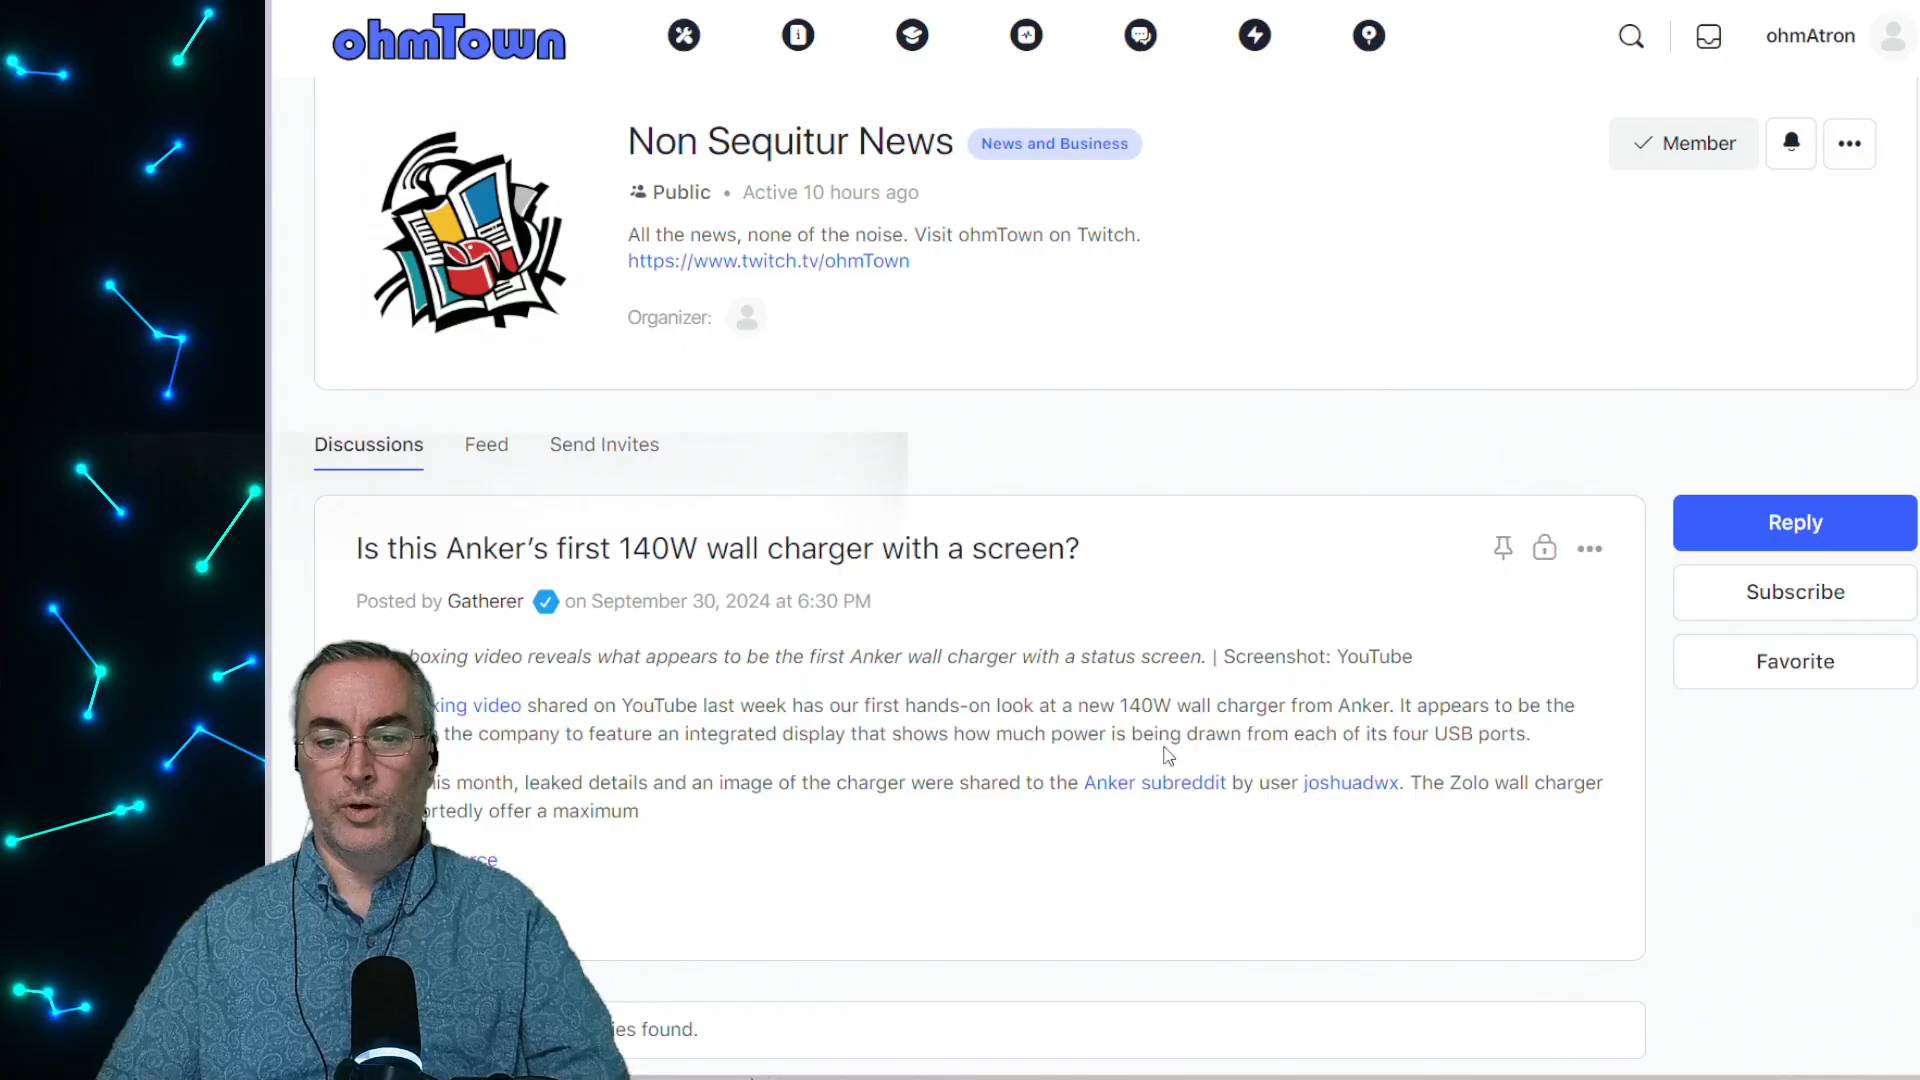 ohmTown
ohmAtron
Non Sequitur News
News and Business
Member
Public • Active 10 hours ago
All the news, none of the noise. Visit ohmTown on Twitch.
https://www.twitch.tv/ohmTown
Organizer:
Discussions
Feed
Send Invites
Is this Anker’s first 140W wall charger with a screen?
Reply
Posted by Gatherer on September 30, 2024 at 6:30 PM
Subscribe
boxing video reveals what appears to be the first Anker wall charger with a status screen. | Screenshot: YouTube
Favorite
xing video shared on YouTube last week has our first hands-on look at a new 140W wall charger from Anker. It appears to be the
the company to feature an integrated display that shows how much power is being drawn from each of its four USB ports.
is month, leaked details and an image of the charger were shared to the Anker subreddit by user joshuadwx. The Zolo wall charger
rtedly offer a maximum
rce
ies found.